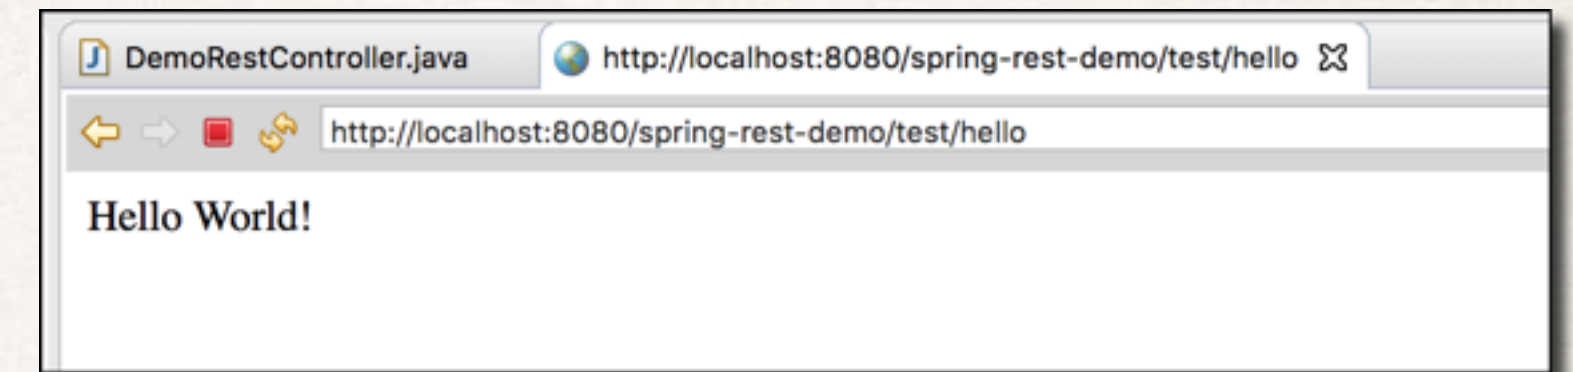 DemoRestController.java http://localhost:8080/spring-rest-demo/test/hello
http://localhost:8080/spring-rest-demo/test/hello
Hello World!